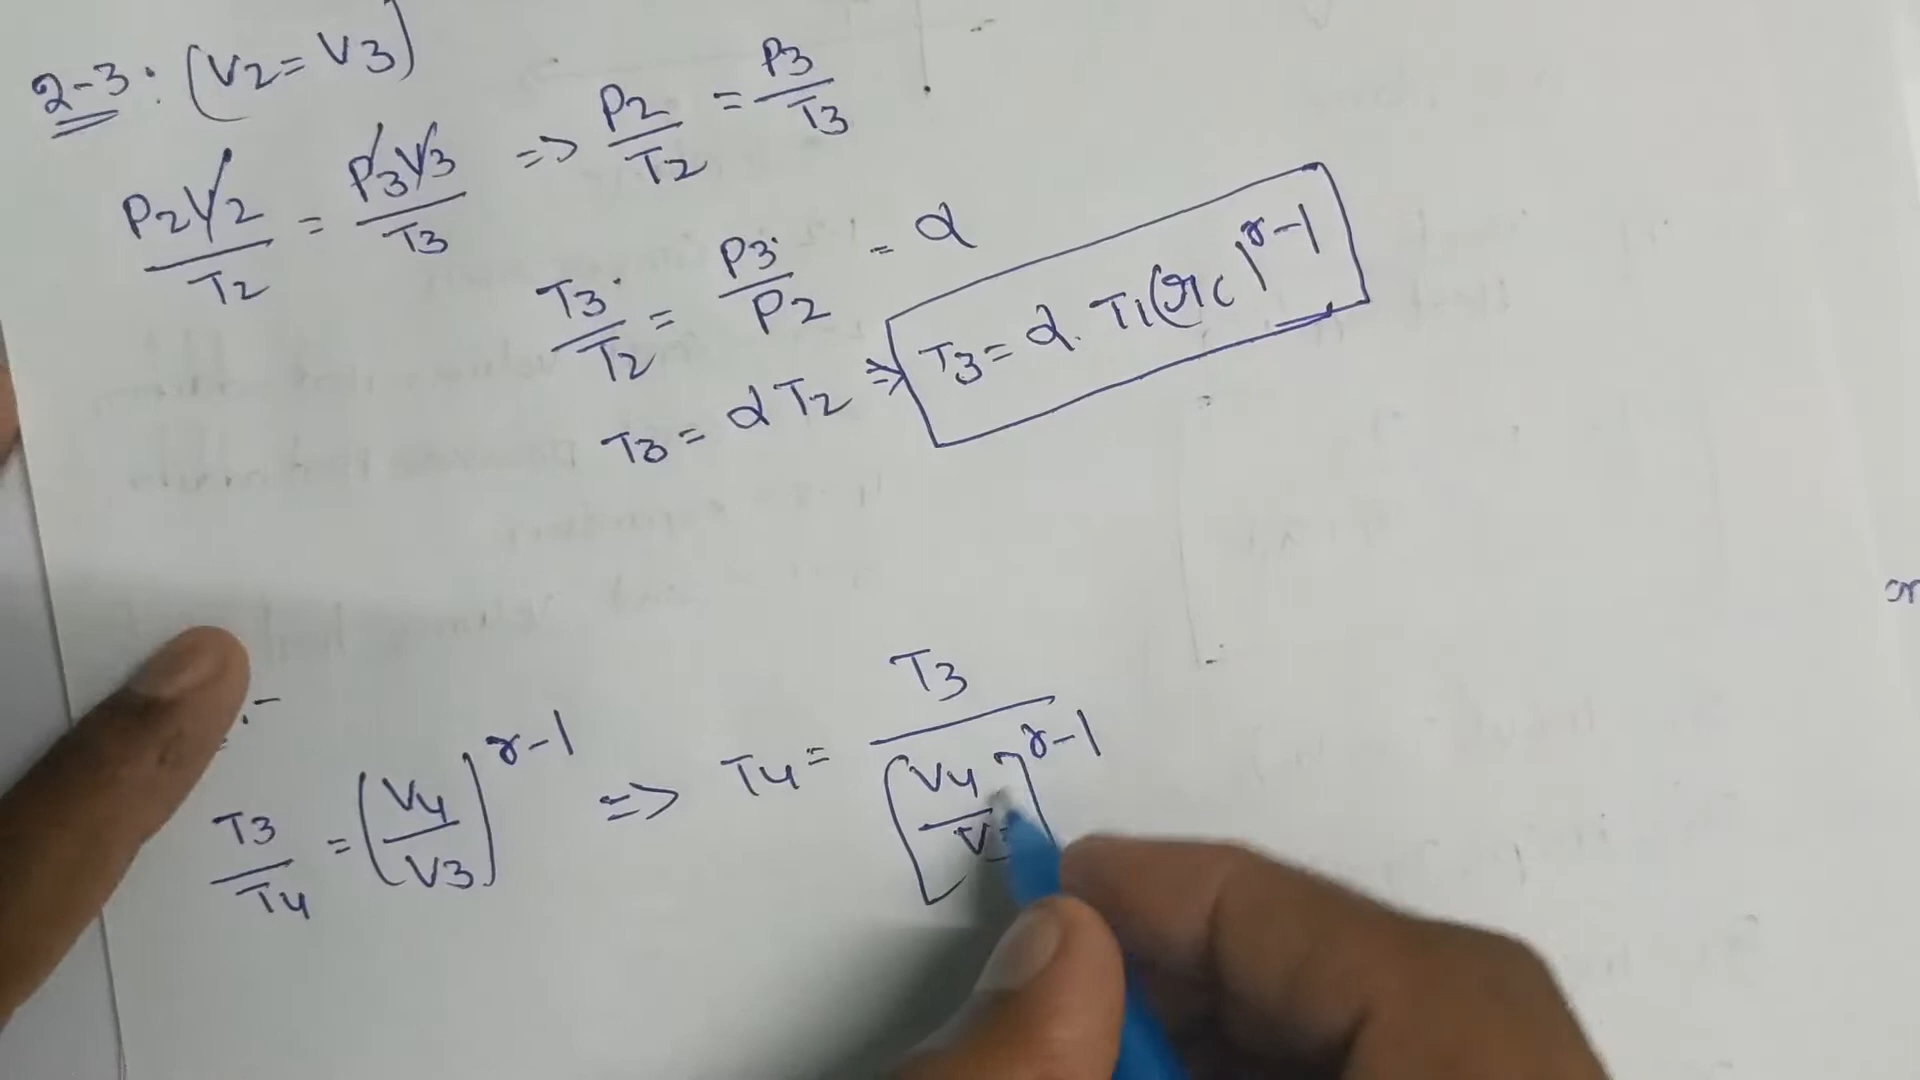 2-3: (V2 = V3)
P2V2/T2 = P3V3/T3 => P2/T2 = P3/T3
T3/T2 = P3/P2 = α
T3 = αT2 => T3 = α. T1(rc)^γ-1
T3/T4 = (V4/V3)^γ-1 => T4 = T3/(V4/V3)^γ-1